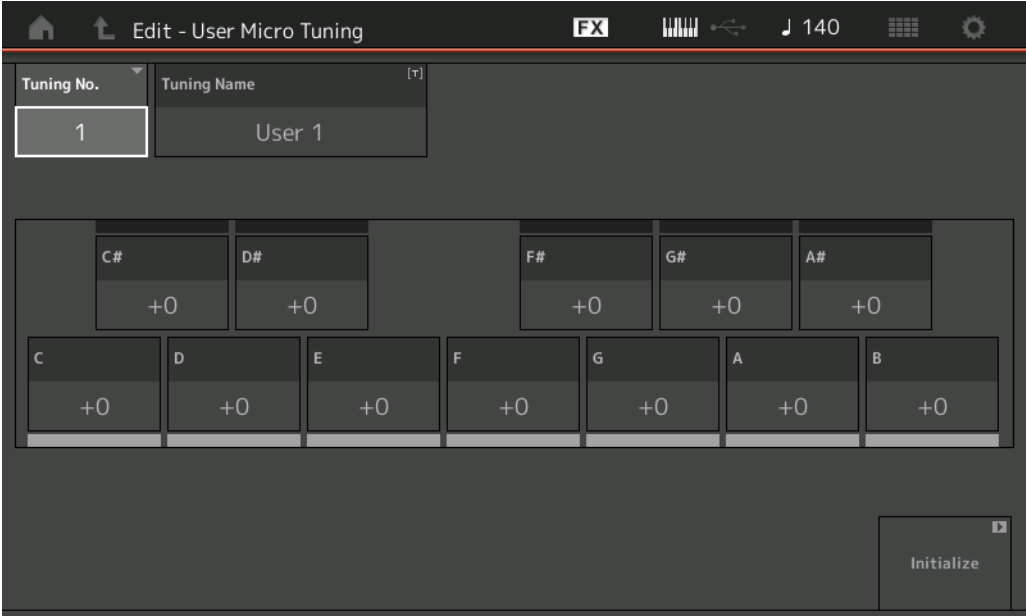 Edit - User Micro Tuning FX ♩ 140
Tuning No. Tuning Name [T]
1 User 1
C# D# F# G# A#
+0 +0 +0 +0 +0
C D E F G A B
+0 +0 +0 +0 +0 +0 +0
Initialize